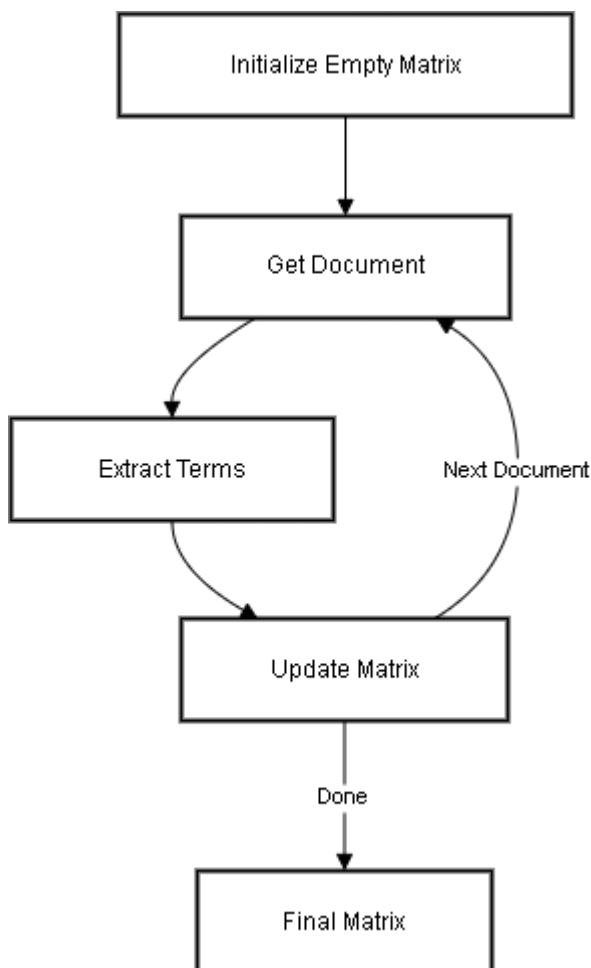 Initialize Empty Matrix
Get Document
Extract Terms
Next Document
Update Matrix
Done
Final Matrix